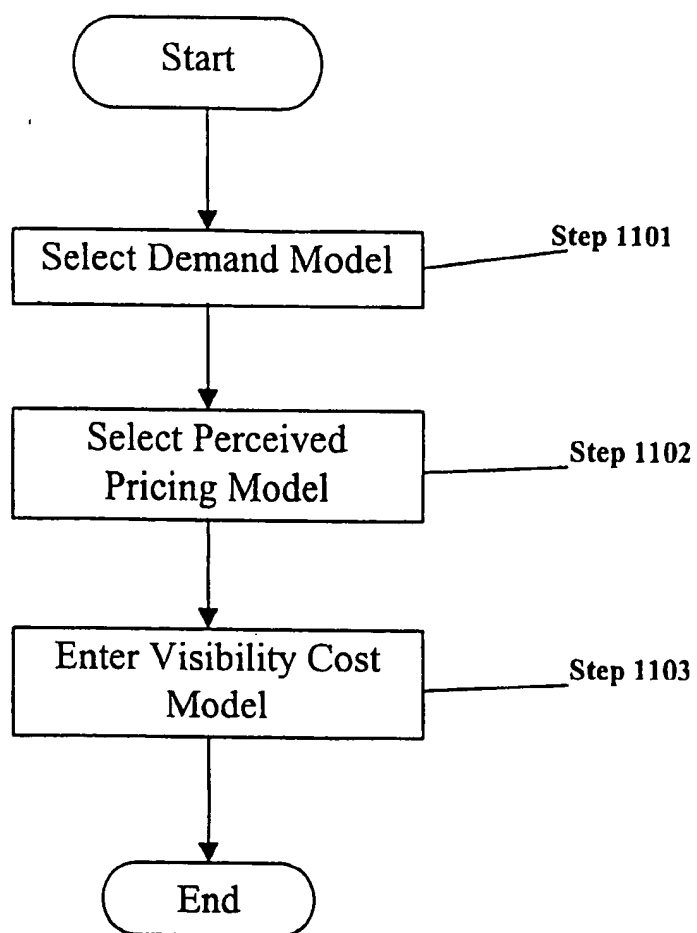 Start
Select Demand Model
Step 1101
Select Perceived
Pricing Model
Step 1102
Enter Visibility Cost
Model
Step 1103
End